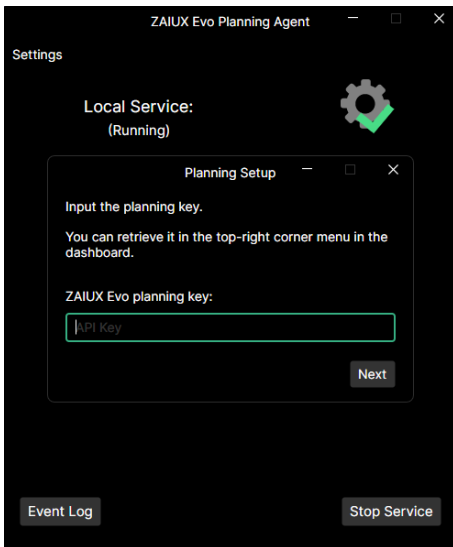 ZAIUX Evo Planning Agent
Settings
Local Service:
(Running)
Planning Setup
Input the planning key.
You can retrieve it in the top-right corner menu in the
dashboard.
ZAIUX Evo planning key:
API Key
Next
Event Log
Stop Service